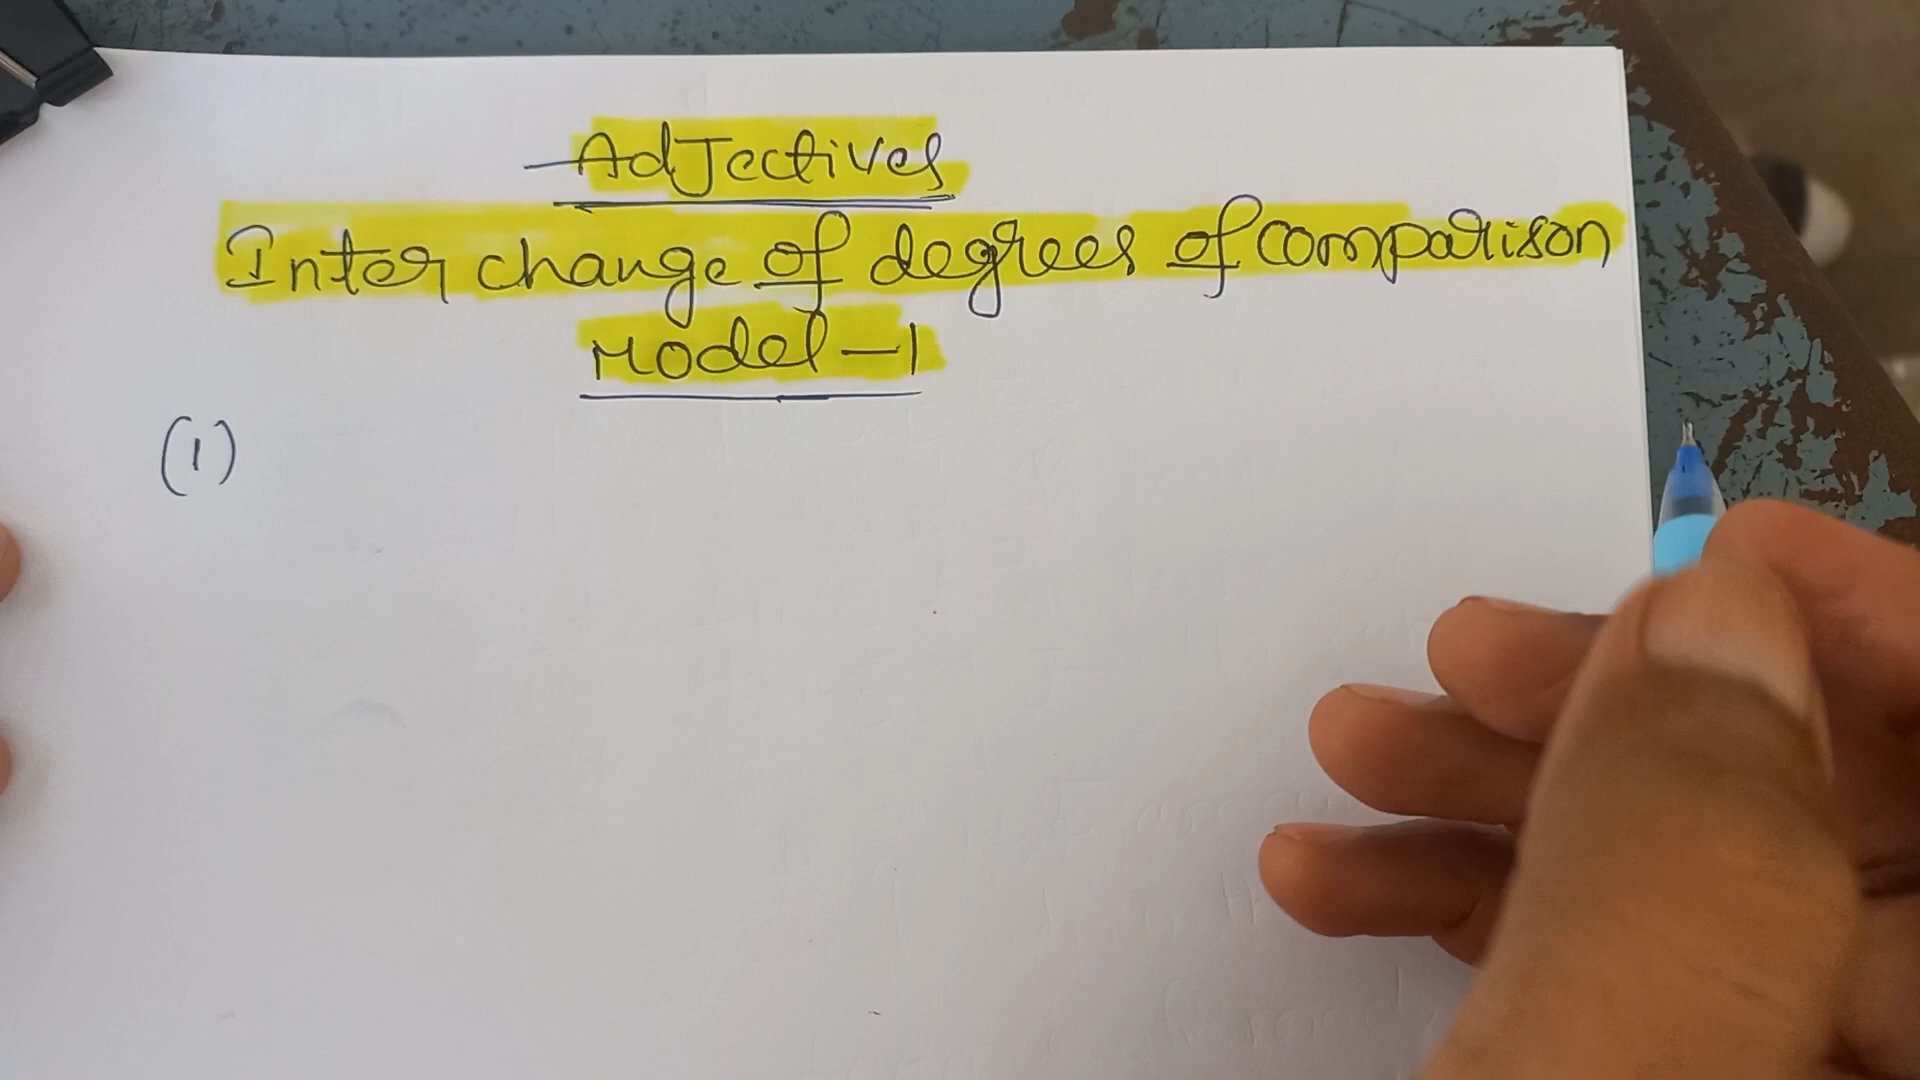 AdJectives
Inter change of degrees of comparison
Model-1
(1)